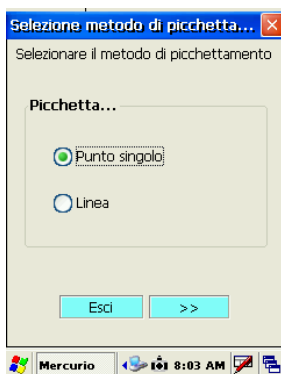 Selezione metodo di picchetta...
Selezionare il metodo di picchettamento
Picchetta...
Punto singolo
Linea
Esci
>>
Mercurio
8:03 AM